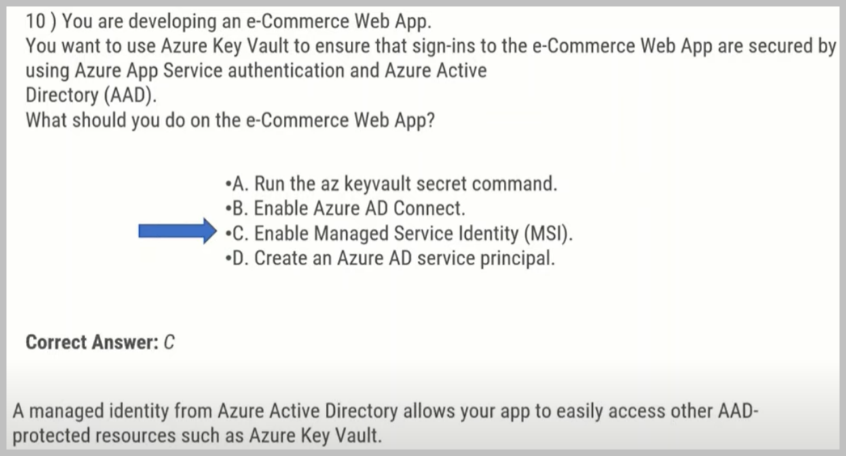 10 ) You are developing an e-Commerce Web App.
You want to use Azure Key Vault to ensure that sign-ins to the e-Commerce Web App are secured by
using Azure App Service authentication and Azure Active
Directory (AAD).
What should you do on the e-Commerce Web App?
•A. Run the az keyvault secret command.
•B. Enable Azure AD Connect.
•C. Enable Managed Service Identity (MSI).
•D. Create an Azure AD service principal.
Correct Answer: C
A managed identity from Azure Active Directory allows your app to easily access other AAD-
protected resources such as Azure Key Vault.